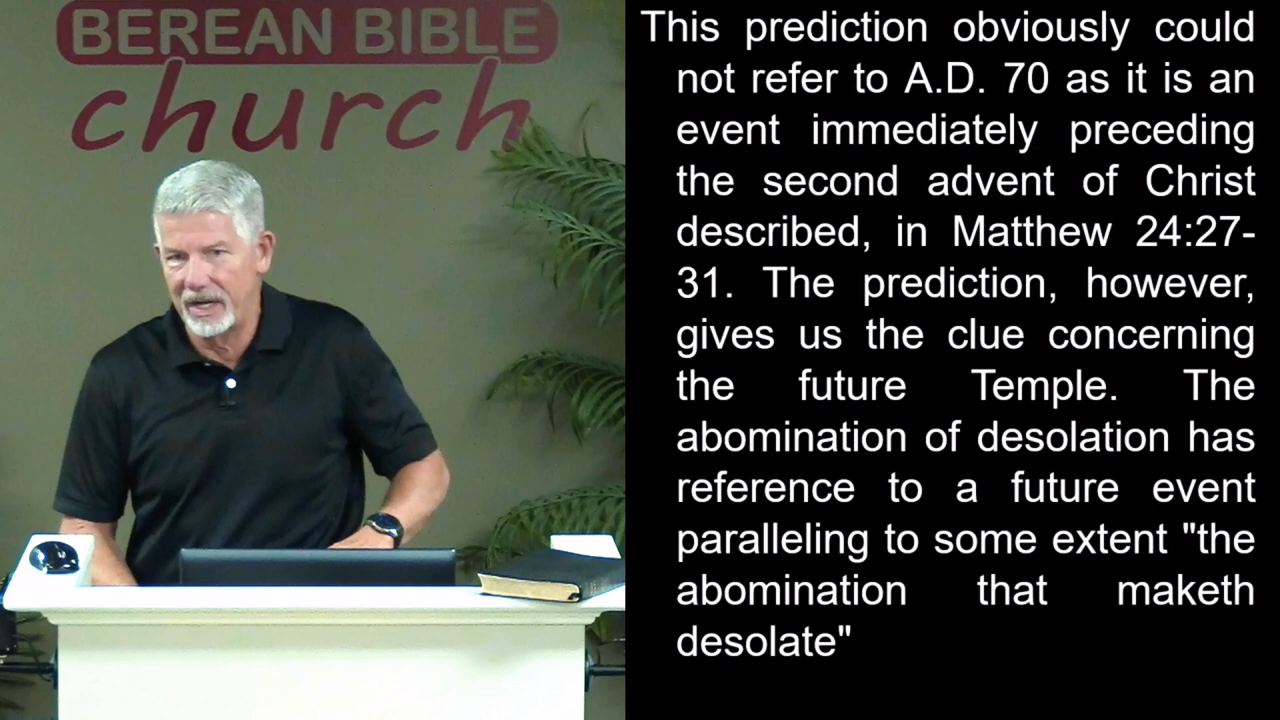 BEREAN BIBLE
church
This prediction obviously could
not refer to A.D. 70 as it is an
event immediately preceding
the second advent of Christ
described, in Matthew 24:27-
31. The prediction, however,
gives us the clue concerning
the future Temple. The
abomination of desolation has
reference to a future event
paralleling to some extent "the
abomination that maketh
desolate"